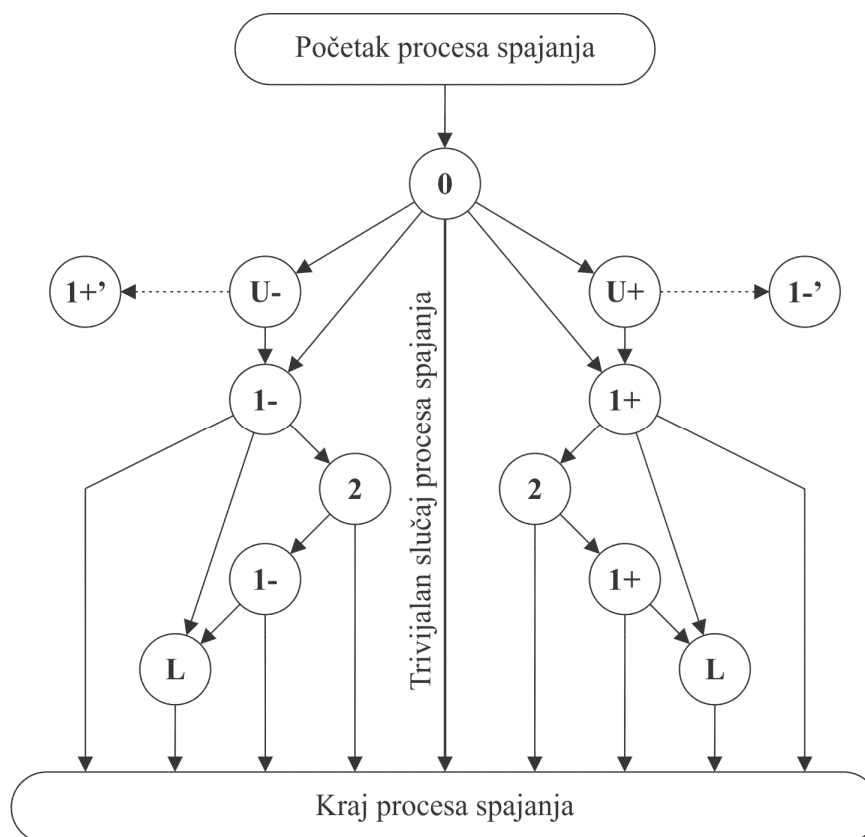 Početak procesa spajanja
0
1+’
U-
U+
1-’
1-
1+
Trivijalan slučaj procesa spajanja
2
2
1-
1+
L
L
Kraj procesa spajanja